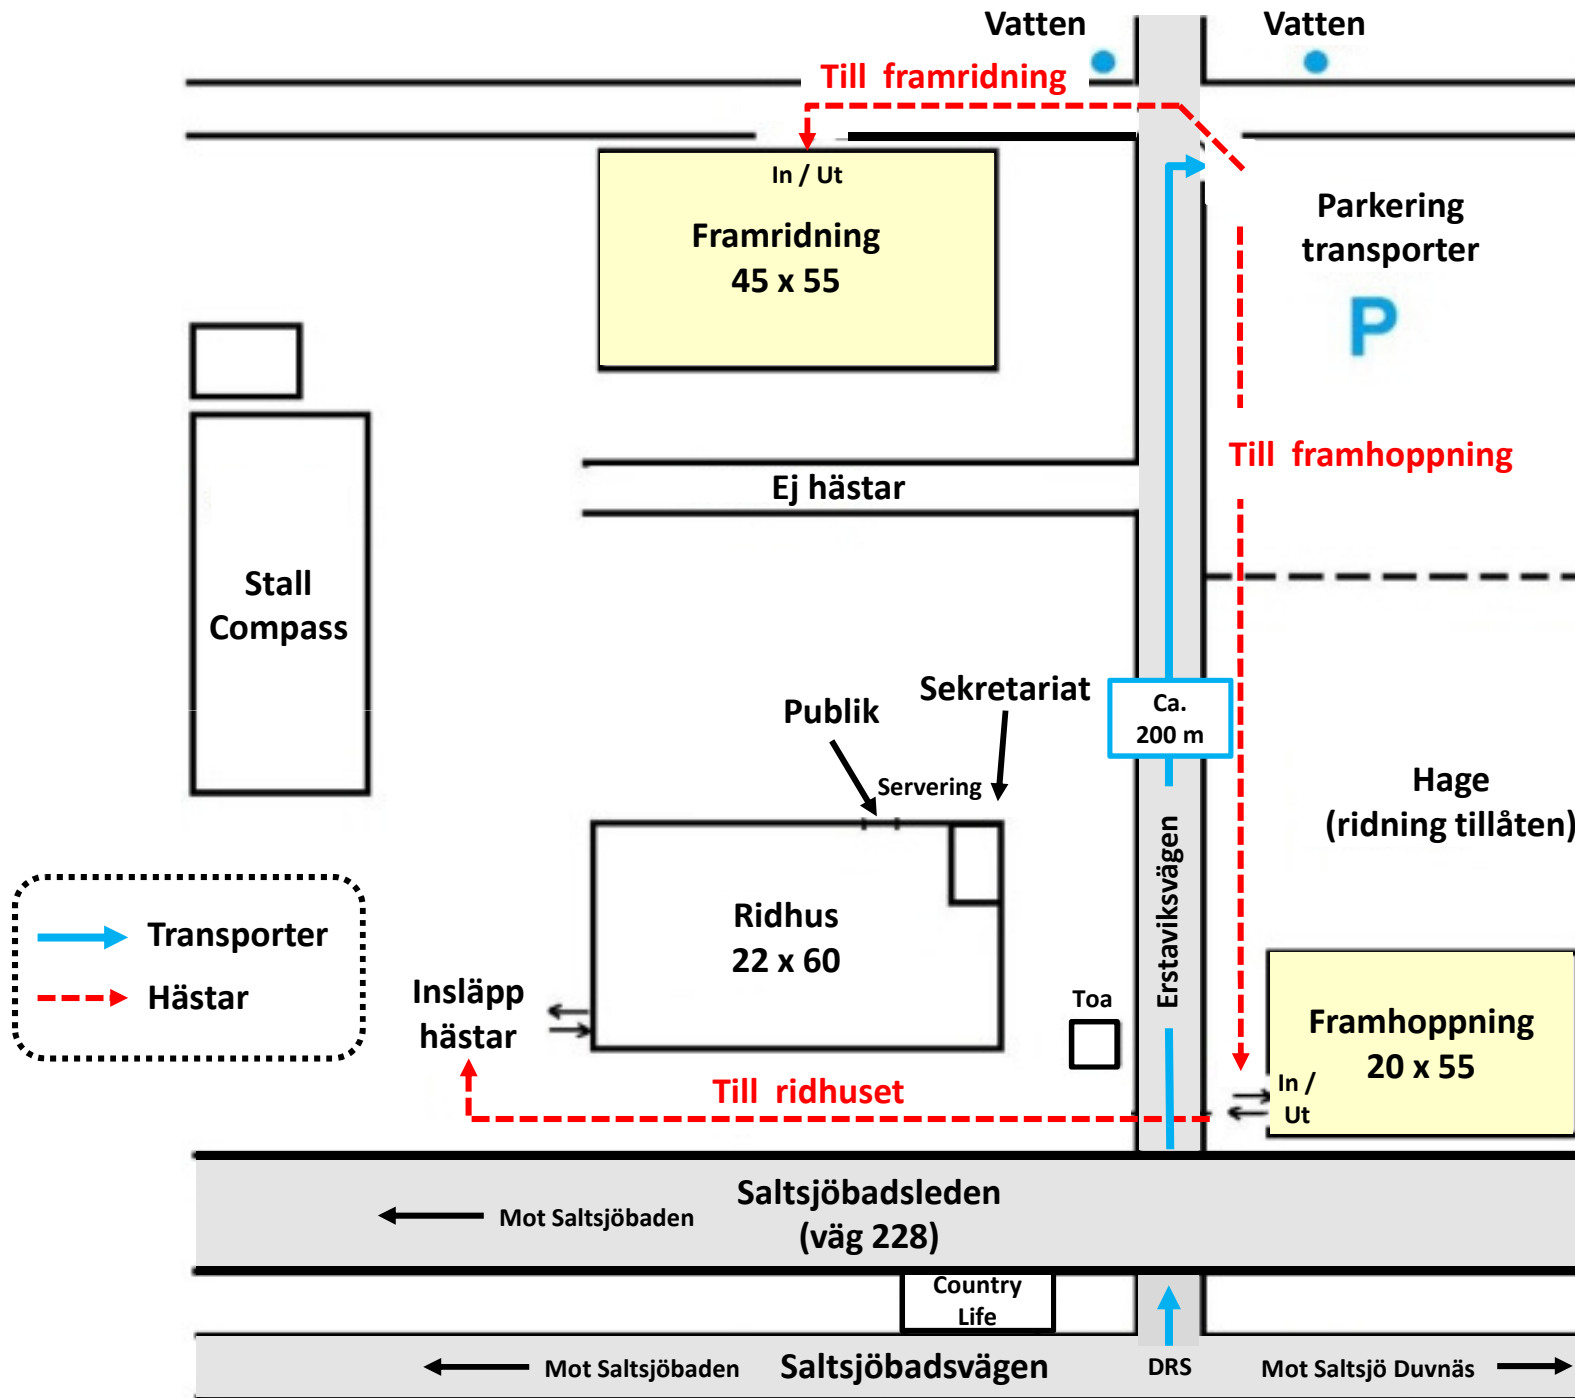 Vatten
Vatten
Till framridning
In / Ut
Framridning
45 x 55
Parkering
transporter
P
Till framhoppning
Ej hästar
Stall
Compass
Sekretariat
Publik
Servering
Ca.
200 m
Hage
(ridning tillåten)
Erstaviksvägen
Transporter
Hästar
Ridhus
22 x 60
Insläpp
hästar
Toa
Framhoppning
20 x 55
In /
Ut
Till ridhuset
Saltsjöbadsleden
(väg 228)
Mot Saltsjöbaden
Country
Life
Mot Saltsjöbaden
Saltsjöbadsvägen
DRS
Mot Saltsjö Duvnäs